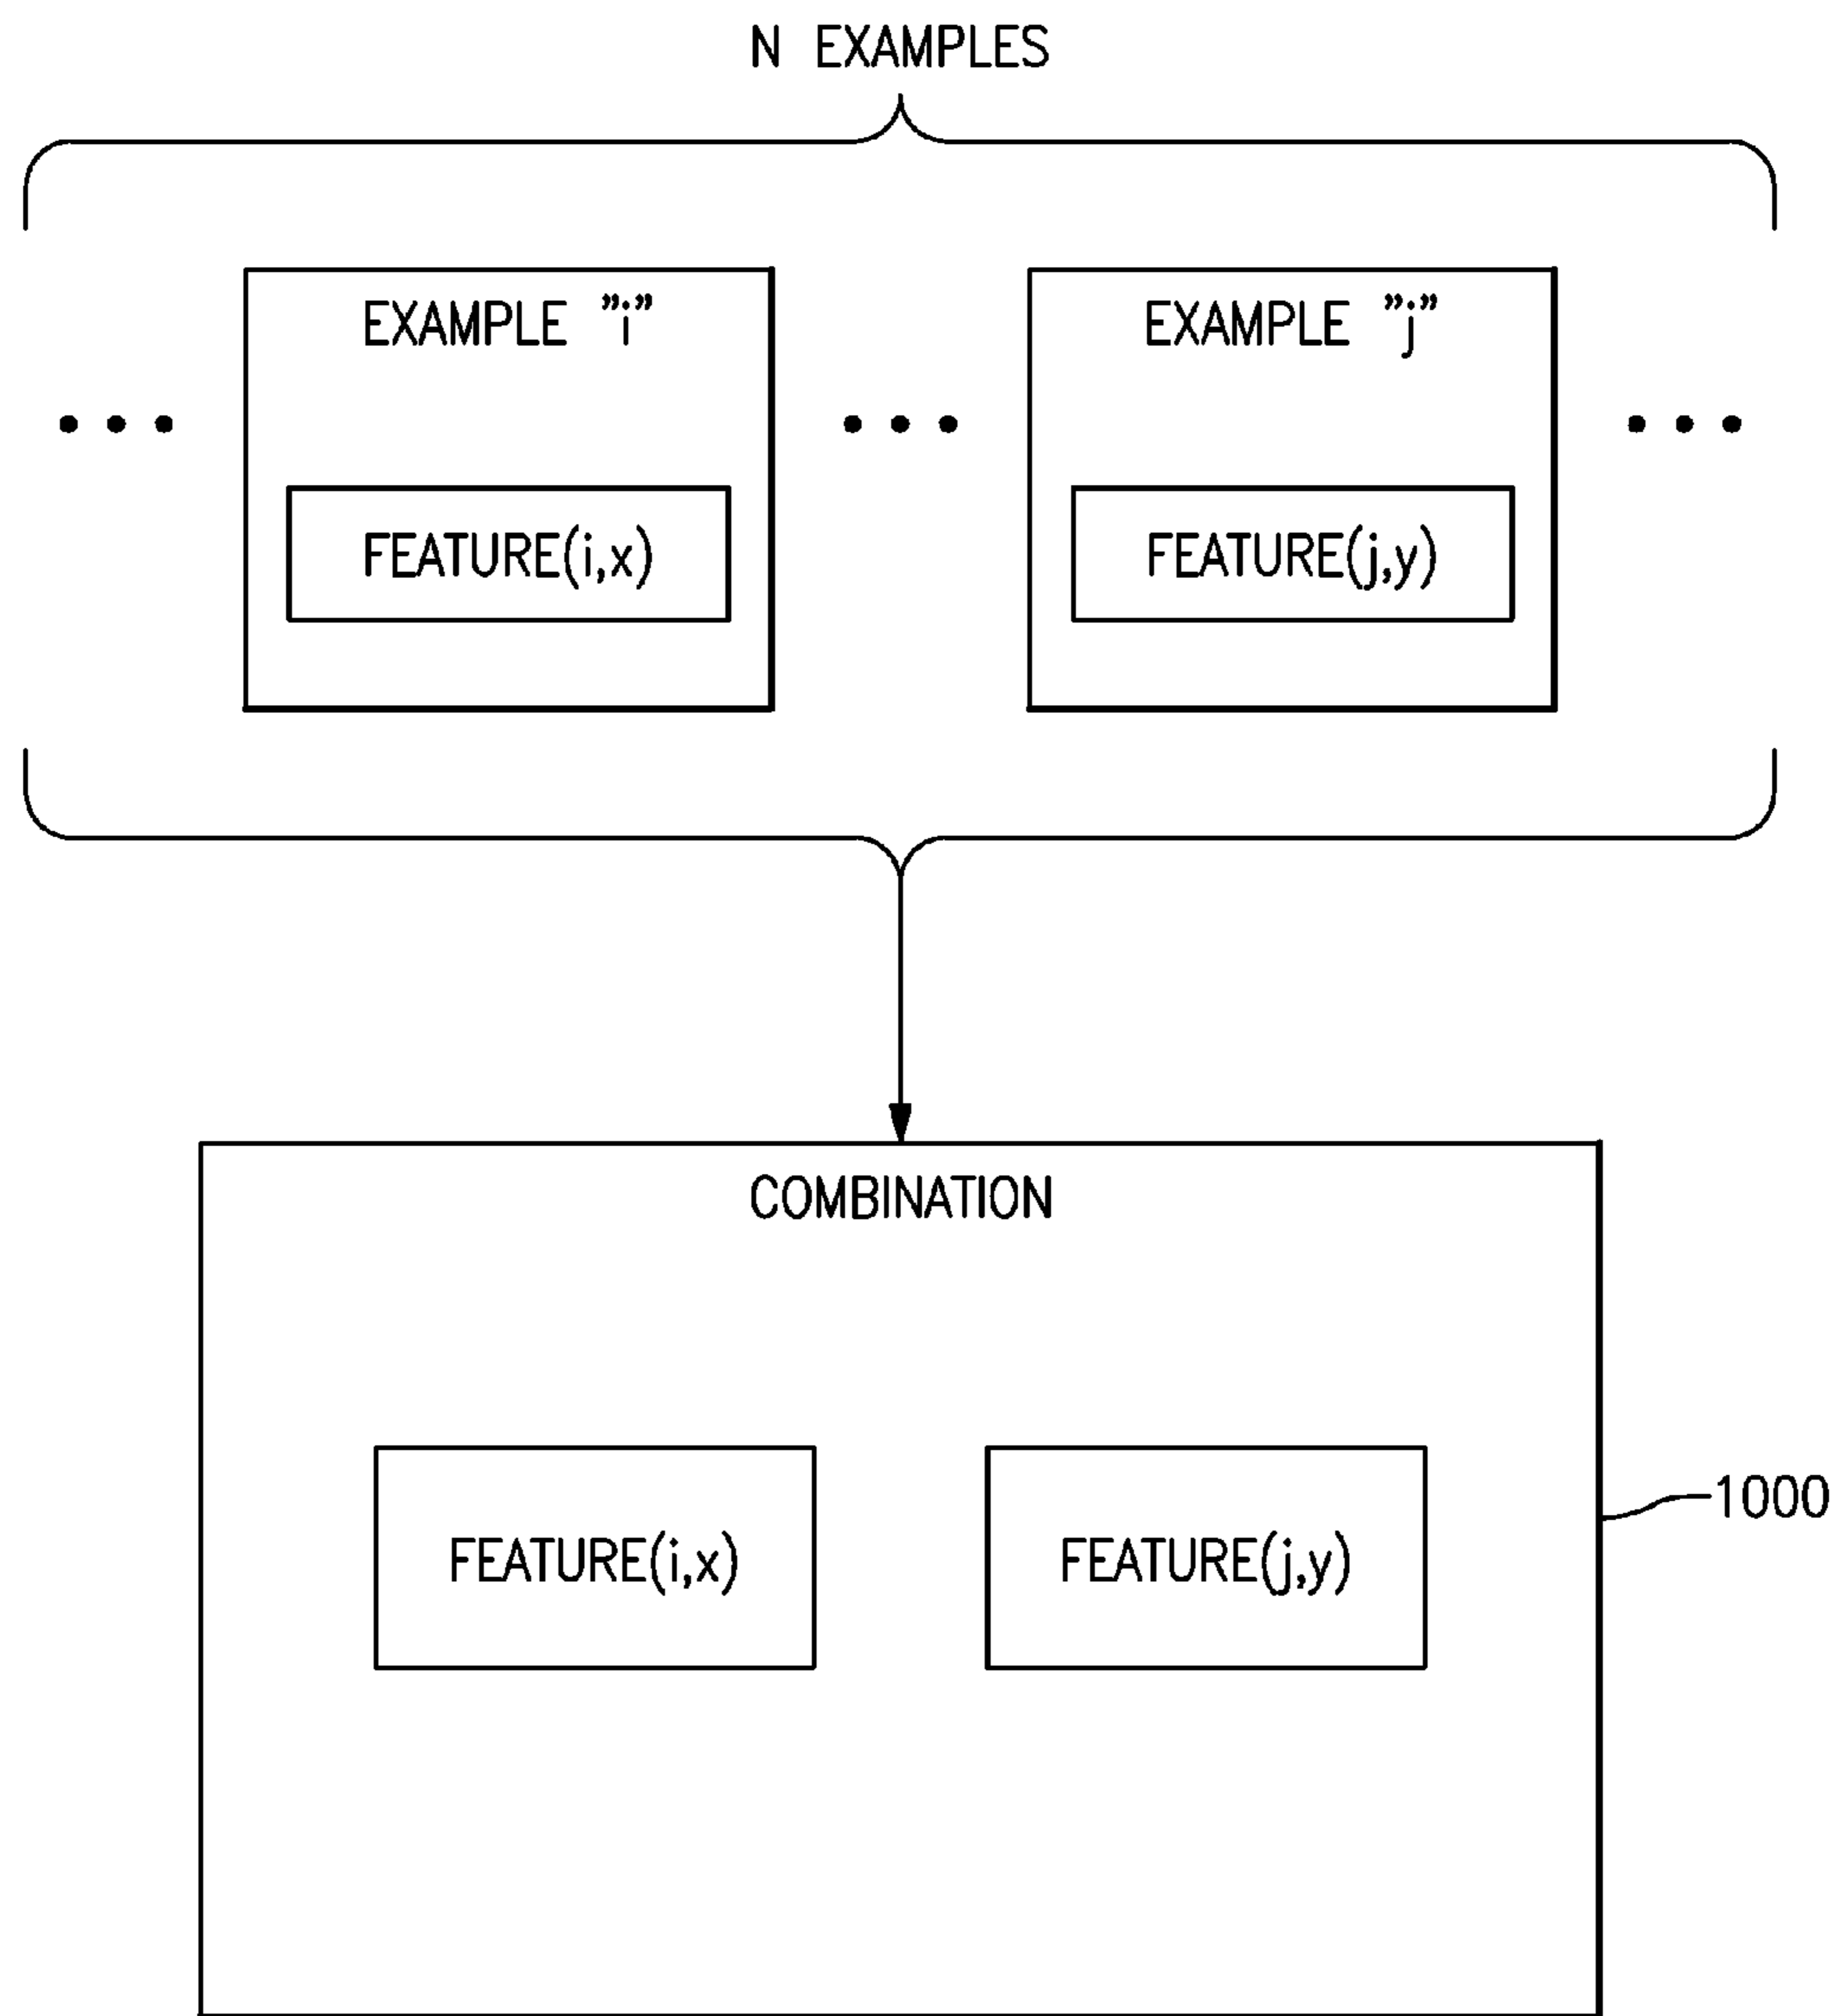 N EXAMPLES
EXAMPLE "i"
EXAMPLE "j"
FEATURE(i,x)
FEATURE(j,y)
COMBINATION
FEATURE(i,x)
FEATURE(j,y)
1000